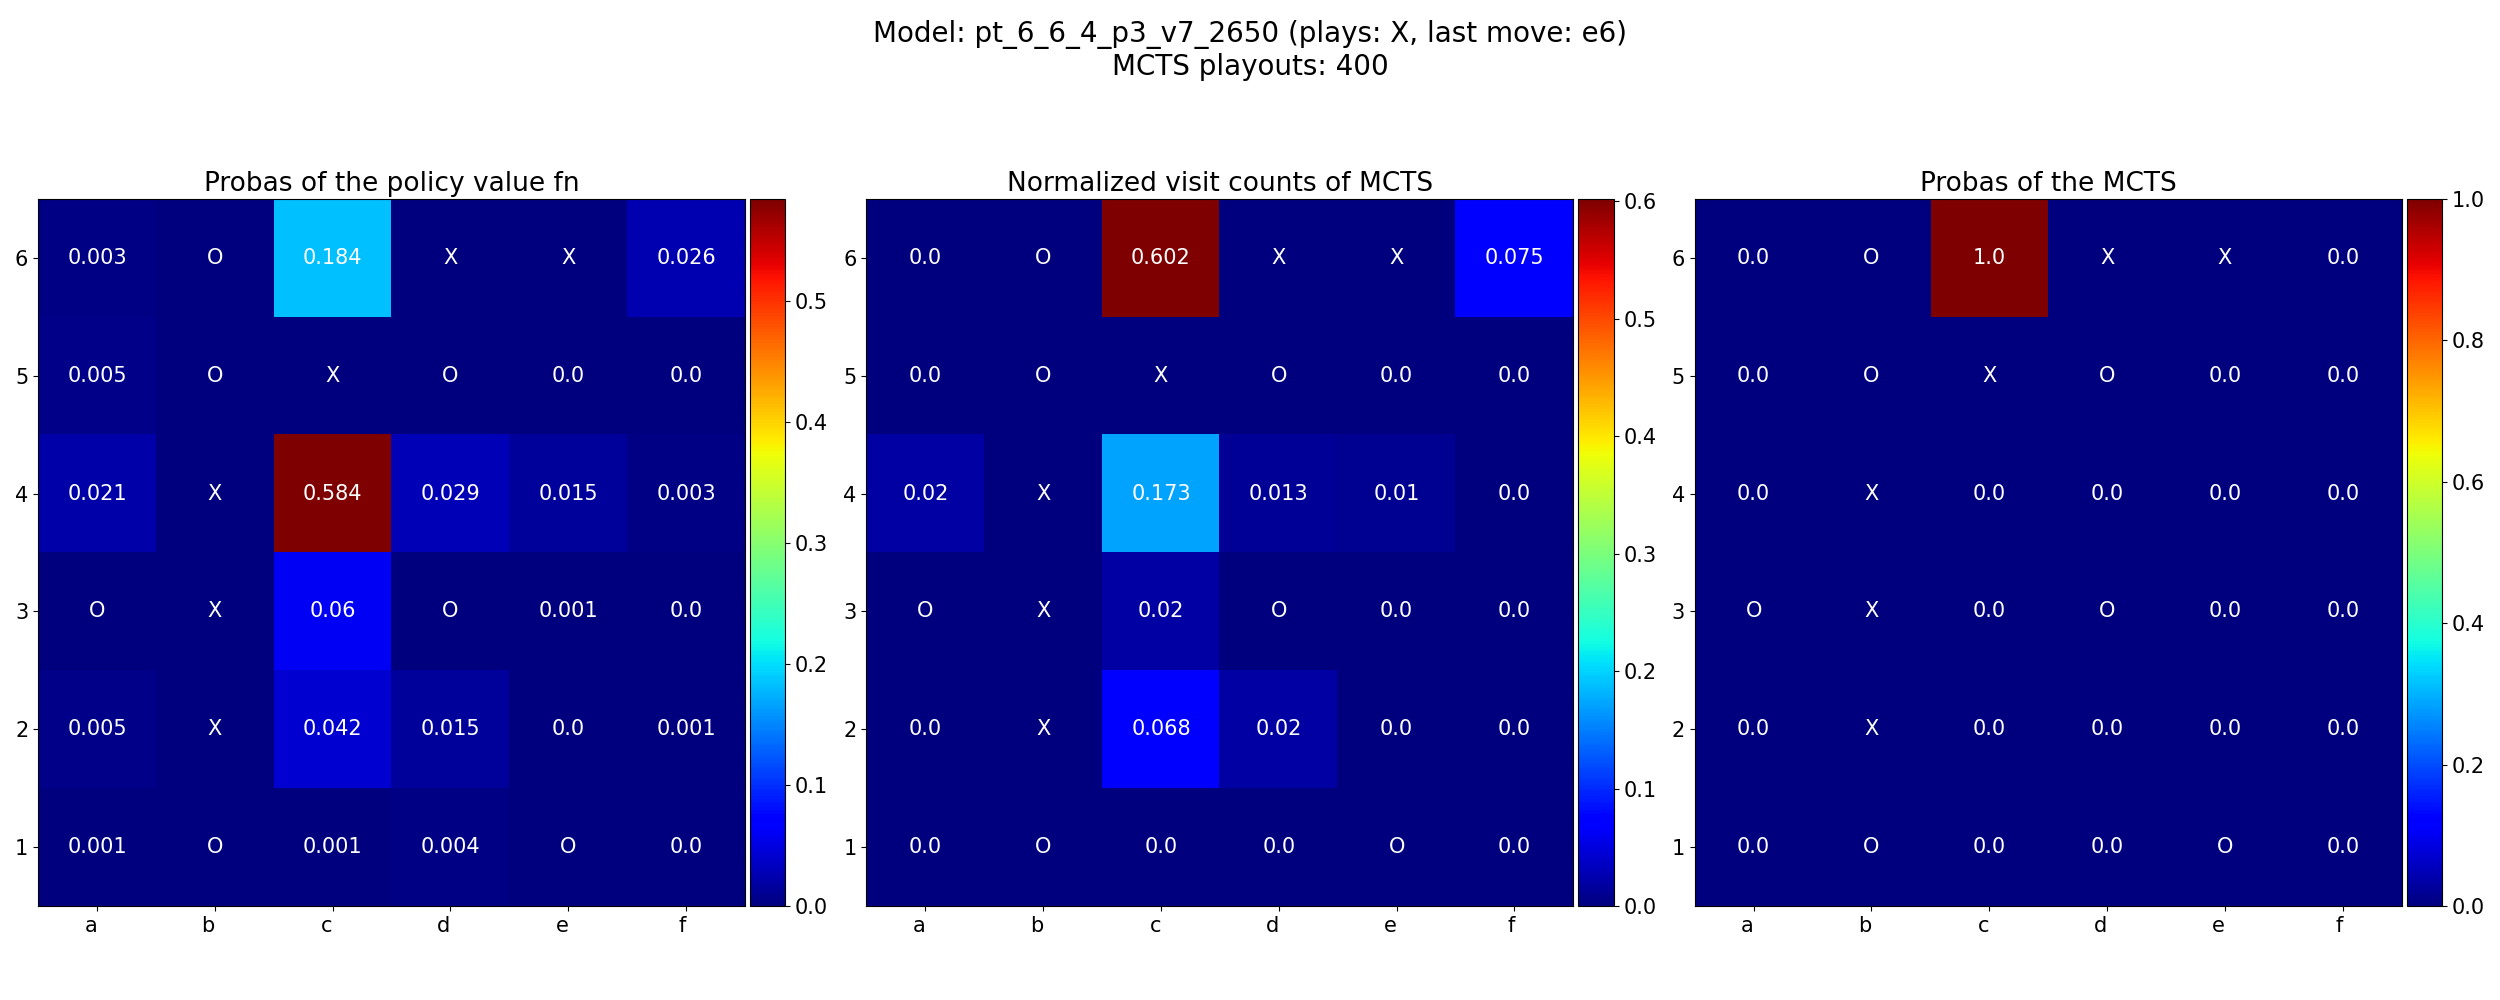 Model: pt_6_6_4_p3_v7_2650 (plays: X, last move: e6)
MCTS playouts: 400
Probas of the policy value fn
6 0.003 O 0.184 X X 0.026
5 0.005 O X O 0.0 0.0
4 0.021 X 0.584 0.029 0.015 0.003
3 O X 0.06 O 0.001 0.0
2 0.005 X 0.042 0.015 0.0 0.001
1 0.001 O 0.001 0.004 O 0.0
a b c d e f
0.5
0.4
0.3
0.2
0.1
0.0
Normalized visit counts of MCTS
6 0.0 O 0.602 X X 0.075
5 0.0 O X O 0.0 0.0
4 0.02 X 0.173 0.013 0.01 0.0
3 O X 0.02 O 0.0 0.0
2 0.0 X 0.068 0.02 0.0 0.0
1 0.0 O 0.0 0.0 O 0.0
a b c d e f
0.6
0.5
0.4
0.3
0.2
0.1
0.0
Probas of the MCTS
6 0.0 O 1.0 X X 0.0
5 0.0 O X O 0.0 0.0
4 0.0 X 0.0 0.0 0.0 0.0
3 O X 0.0 O 0.0 0.0
2 0.0 X 0.0 0.0 0.0 0.0
1 0.0 O 0.0 0.0 O 0.0
a b c d e f
1.0
0.8
0.6
0.4
0.2
0.0